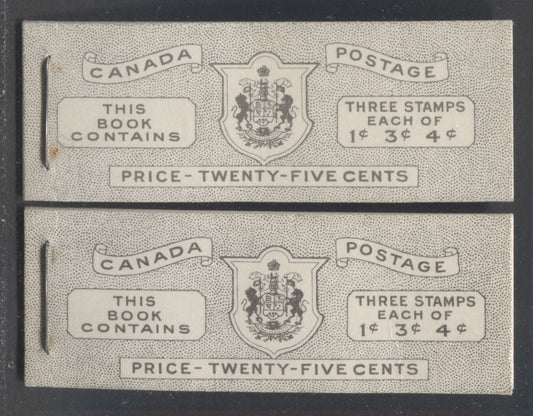 CANADA POSTAGE
THIS
BOOK
CONTAINS
THREE STAMPS
EACH OF
1¢ 3¢ 4¢
PRICE - TWENTY-FIVE CENTS
CANADA POSTAGE
THIS
BOOK
CONTAINS
THREE STAMPS
EACH OF
1¢ 3¢ 4¢
PRICE - TWENTY-FIVE CENTS